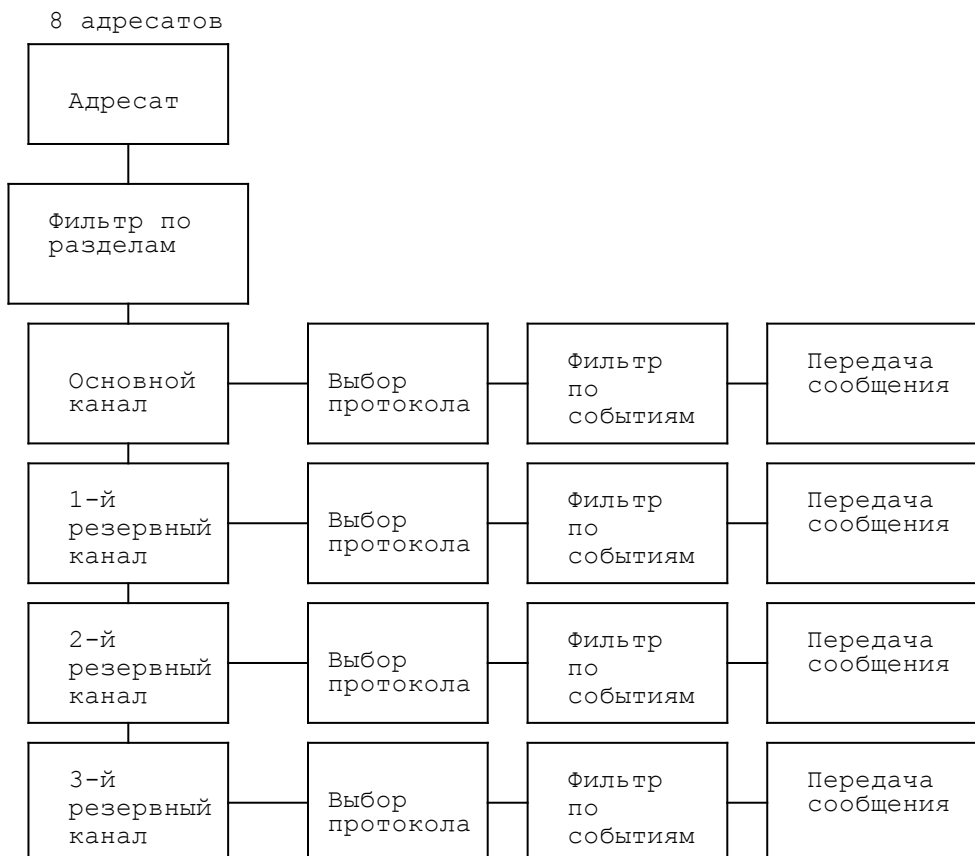 8 адресатов
Адресат
Фильтр по
разделам
Основной
канал
Выбор
протокола
Фильтр
по
событиям
Передача
сообщения
1-й
резервный
канал
Выбор
протокола
Фильтр
по
событиям
Передача
сообщения
2-й
резервный
канал
Выбор
протокола
Фильтр
по
событиям
Передача
сообщения
3-й
резервный
канал
Выбор
протокола
Фильтр
по
событиям
Передача
сообщения